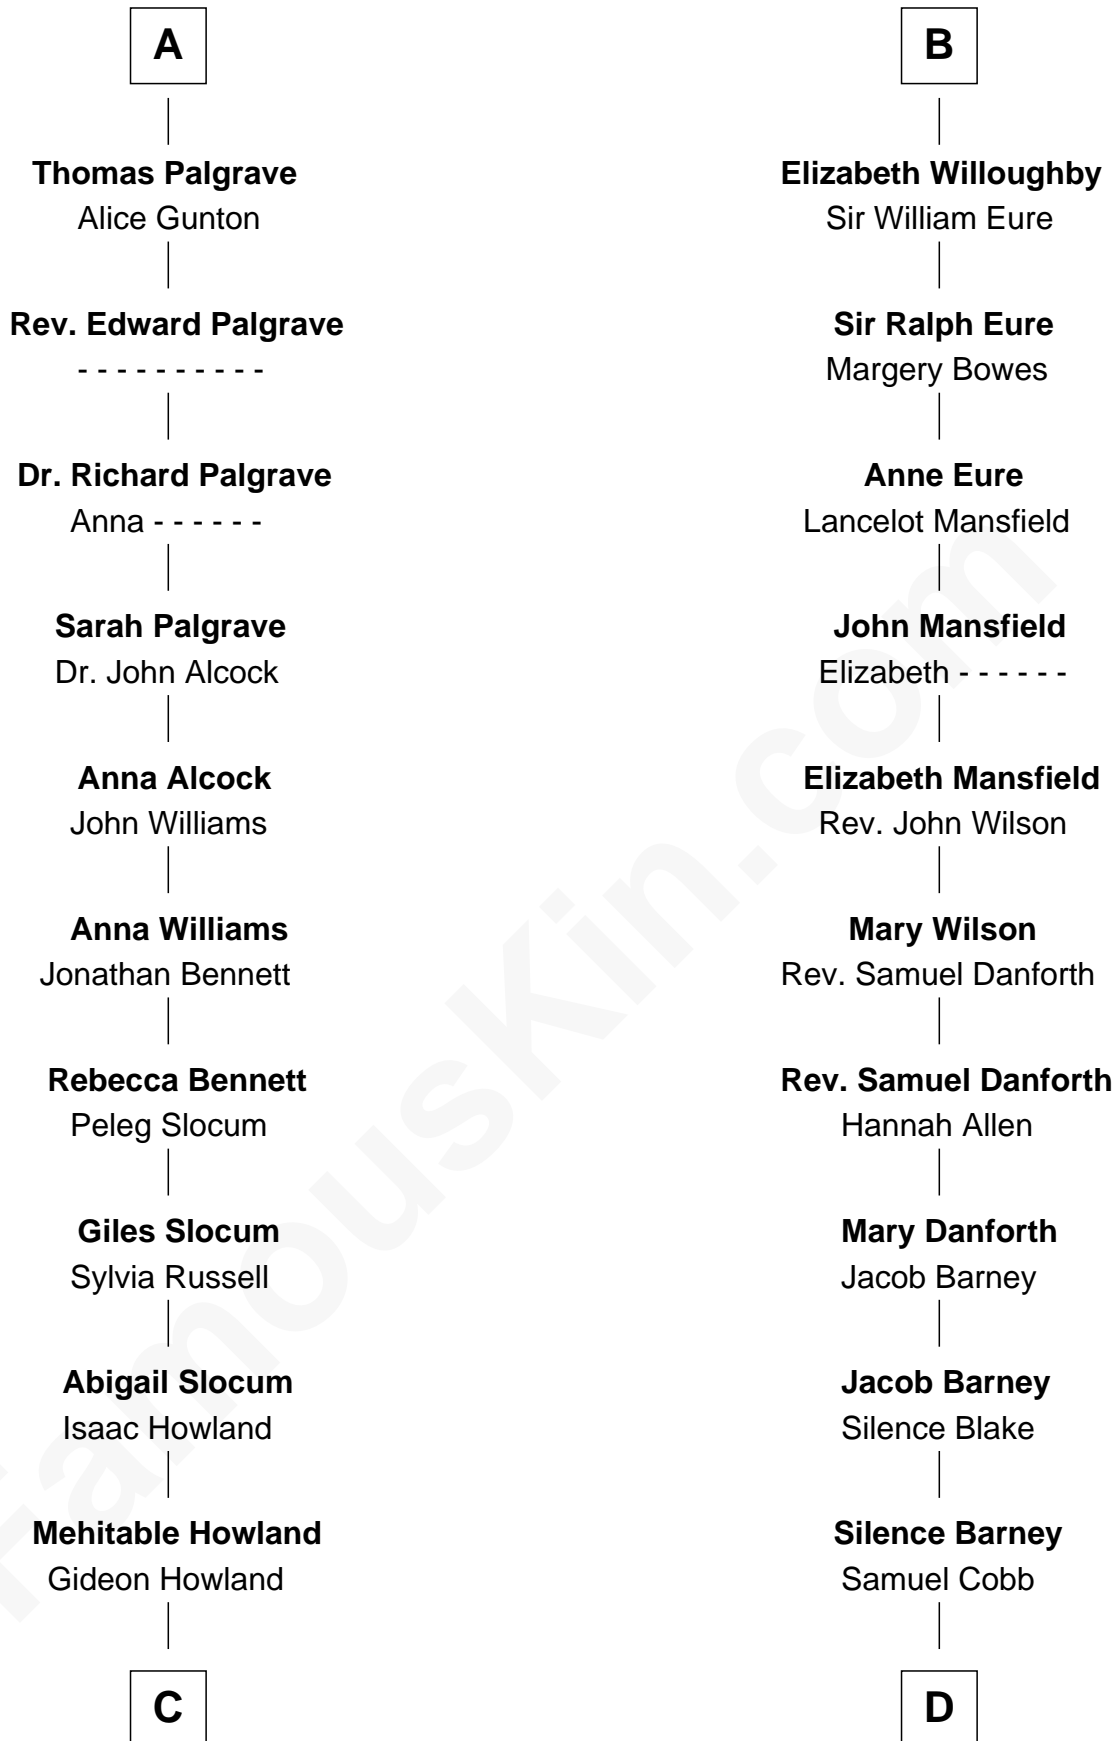 A
Thomas Palgrave
Alice Gunton
Rev. Edward Palgrave
- - - - - - - - - -
Dr. Richard Palgrave
Anna - - - - - -
Sarah Palgrave
Dr. John Alcock
Anna Alcock
John Williams
Anna Williams
Jonathan Bennett
Rebecca Bennett
Peleg Slocum
Giles Slocum
Sylvia Russell
Abigail Slocum
Isaac Howland
Mehitable Howland
Gideon Howland
C
B
Elizabeth Willoughby
Sir William Eure
Sir Ralph Eure
Margery Bowes
Anne Eure
Lancelot Mansfield
John Mansfield
Elizabeth - - - - - -
Elizabeth Mansfield
Rev. John Wilson
Mary Wilson
Rev. Samuel Danforth
Rev. Samuel Danforth
Hannah Allen
Mary Danforth
Jacob Barney
Jacob Barney
Silence Blake
Silence Barney
Samuel Cobb
D
FamousKin.com